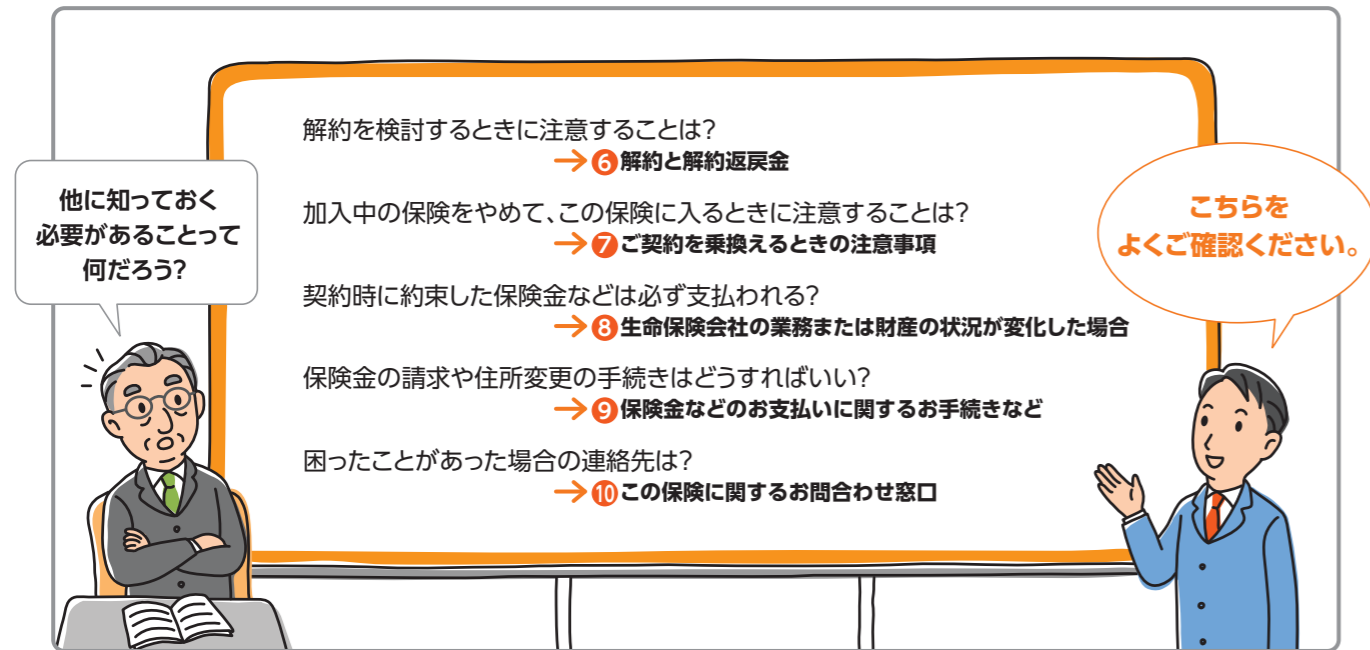 解約を検討するときに注意することは?
→❻解約と解約返戻金
他に知っておく
必要があることって
何だろう?
加入中の保険をやめて、この保険に入るときに注意することは?
→❼ご契約を乗換えるときの注意事項
こちらを
よくご確認ください。
契約時に約束した保険金などは必ず支払われる?
→❽生命保険会社の業務または財産の状況が変化した場合
保険金の請求や住所変更の手続きはどうすればいい?
→❾保険金などのお支払いに関するお手続きなど
困ったことがあった場合の連絡先は?
→❿この保険に関するお問合わせ窓口